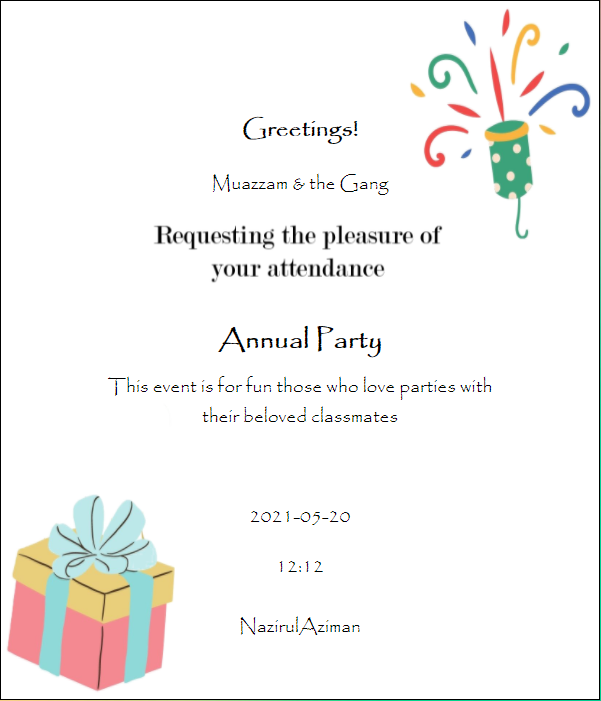 Greetings!
Muazzam & the Gang
Requesting the pleasure of
your attendance
Annual Party
This event is for fun those who love parties with
their beloved classmates
2021-05-20
12:12
NazirulAziman